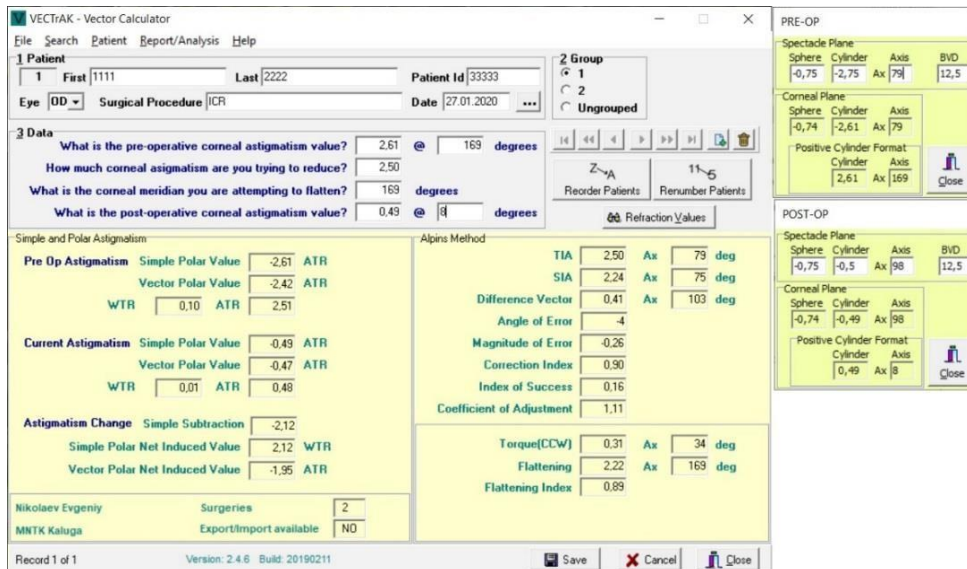 VECTrAK - Vector Calculator
File Search Patient Report/Analysis Help
1 Patient
1 First 1111 Last 2222 Patient Id 33333
Eye OD Surgical Procedure ICR Date 27.01.2020 ...
2 Group
1
2
Ungrouped
3 Data
What is the pre-operative corneal astigmatism value? 2,61 @ 169 degrees
How much corneal asigmatism are you trying to reduce? 2,50
What is the corneal meridian you are attempting to flatten? 169 degrees
What is the post-operative corneal astigmatism value? 0,49 @ 8 degrees
Z A 11 5
Reorder Patients Renumber Patients
Refraction Values
Simple and Polar Astigmatism
Pre Op Astigmatism Simple Polar Value -2,61 ATR
Vector Polar Value -2,42 ATR
WTR 0,10 ATR 2,51
Current Astigmatism Simple Polar Value -0,49 ATR
Vector Polar Value -0,47 ATR
WTR 0,01 ATR 0,48
Astigmatism Change Simple Subtraction -2,12
Simple Polar Net Induced Value 2,12 WTR
Vector Polar Net Induced Value -1,95 ATR
Nikolaev Evgeniy Surgeries 2
MNTK Kaluga Export/Import available NO
Alpins Method
TIA 2,50 Ax 79 deg
SIA 2,24 Ax 75 deg
Difference Vector 0,41 Ax 103 deg
Angle of Error -4
Magnitude of Error -0,26
Correction Index 0,90
Index of Success 0,16
Coefficient of Adjustment 1,11
Torque(CCW) 0,31 Ax 34 deg
Flattening 2,22 Ax 169 deg
Flattening Index 0,89
Record 1 of 1 Version: 2.4.6 Build: 20190211 Save Cancel Close
PRE-OP
Spectacle Plane
Sphere Cylinder Axis BVD
-0,75 -2,75 Ax 79 12,5
Corneal Plane
Sphere Cylinder Axis
-0,74 -2,61 Ax 79
Positive Cylinder Format
Cylinder Axis
2,61 Ax 169 Close
POST-OP
Spectacle Plane
Sphere Cylinder Axis BVD
-0,75 -0,5 Ax 98 12,5
Corneal Plane
Sphere Cylinder Axis
-0,74 -0,49 Ax 98
Positive Cylinder Format
Cylinder Axis
0,49 Ax 8 Close